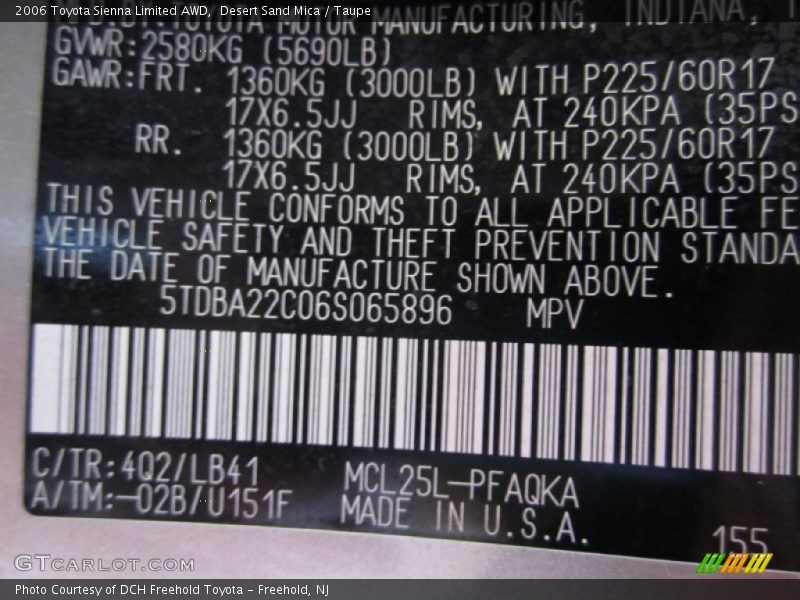 2006 Toyota Sienna Limited AWD, Desert Sand Mica / Taupe
TOYOTA MOTOR MANUFACTURING, INDIANA,
GVWR:2580KG (5690LB)
GAWR:FRT. 1360KG (3000LB) WITH P225/60R17
17X6.5JJ RIMS, AT 240KPA (35PS
RR. 1360KG (3000LB) WITH P225/60R17
17X6.5JJ RIMS, AT 240KPA (35PS
THIS VEHICLE CONFORMS TO ALL APPLICABLE FE
VEHICLE SAFETY AND THEFT PREVENTION STANDA
THE DATE OF MANUFACTURE SHOWN ABOVE.
5TDBA22C06S065896 MPV
C/TR:4Q2/LB41 MCL25L-PFAQKA
A/TM:-02B/U151F MADE IN U.S.A.
155
GTCARLOT.COM
Photo Courtesy of DCH Freehold Toyota - Freehold, NJ